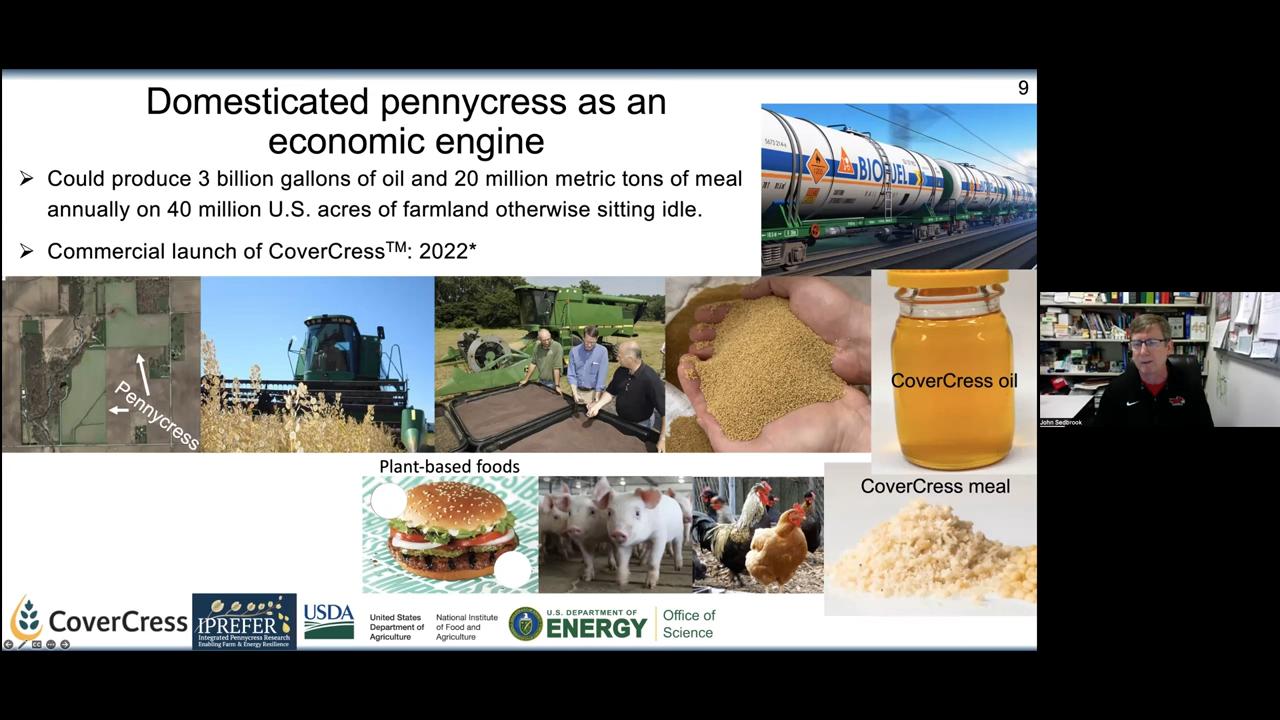 9
Domesticated pennycress as an
economic engine
Could produce 3 billion gallons of oil and 20 million metric tons of meal
annually on 40 million U.S. acres of farmland otherwise sitting idle.
Commercial launch of CoverCress™: 2022*
BIOFUEL
Pennycress
CoverCress oil
Plant-based foods
CoverCress meal
John Sedbrook
CoverCress
IPREFER
Integrated Pennycress Research
Enabling Farm & Energy Resilience
USDA
United States
Department of
Agriculture
National Institute
of Food and
Agriculture
U.S. DEPARTMENT OF
ENERGY
Office of
Science